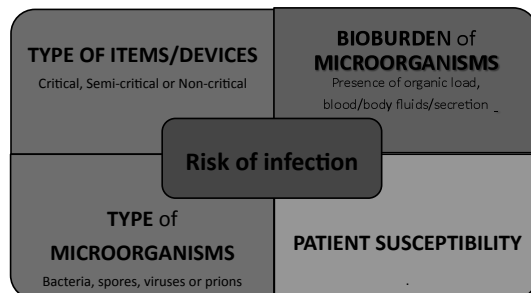 TYPE OF ITEMS/DEVICES
Critical, Semi-critical or Non-critical
BIOBURDEN of
MICROORGANISMS
Presence of organic load,
blood/body fluids/secretion
Risk of infection
TYPE of
MICROORGANISMS
Bacteria, spores, viruses or prions
PATIENT SUSCEPTIBILITY
.